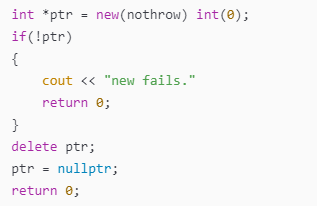 int *ptr = new(nothrow) int(0);
if(!ptr)
{
    cout << "new fails."
    return 0;
}
delete ptr;
ptr = nullptr;
return 0;